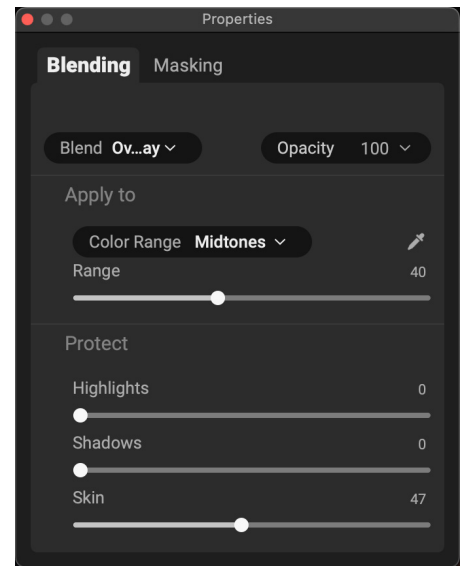 Properties
Blending Masking
Blend Ov...ay Opacity 100
Apply to
Color Range Midtones
Range 40
Protect
Highlights 0
Shadows 0
Skin 47